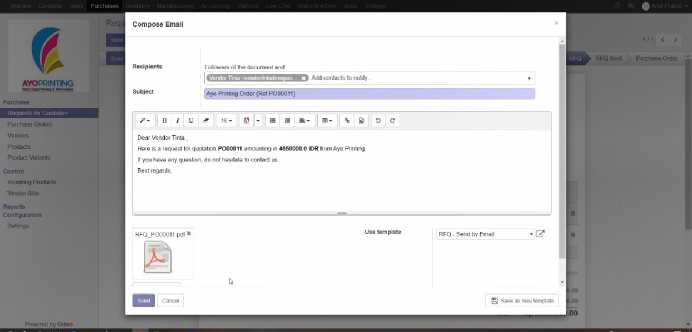 Purchases
Compose Email
×
Recipients
Followers of the document and
Vendor Tinta
Add contacts to notify...
Subject
Ayo Printing Order (Ref PO00011)
B I U
Dear Vendor Tinta ,
Here is a request for quotation PO00011 amounting in 4650000.0 IDR from Ayo Printing.
If you have any question, do not hesitate to contact us.
Best regards,
RFQ_PO00011.pdf
Use template
RFQ - Send by Email
Send
Cancel
Save as new template
AYOPRINTING
Purchase
Requests for Quotation
Purchase Orders
Vendors
Products
Product Variants
Control
Incoming Products
Vendor Bills
Reports
Configuration
Settings
Powered by Odoo
RFQ Sent
Purchase Order